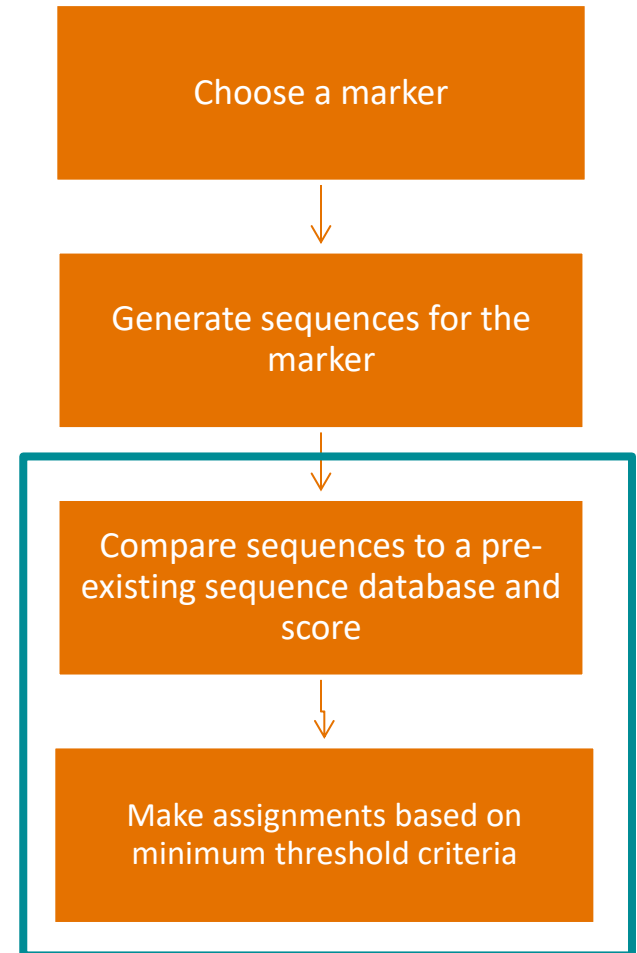 Choose a marker
Generate sequences for the
marker
Compare sequences to a pre-
existing sequence database and
score
Make assignments based on
minimum threshold criteria